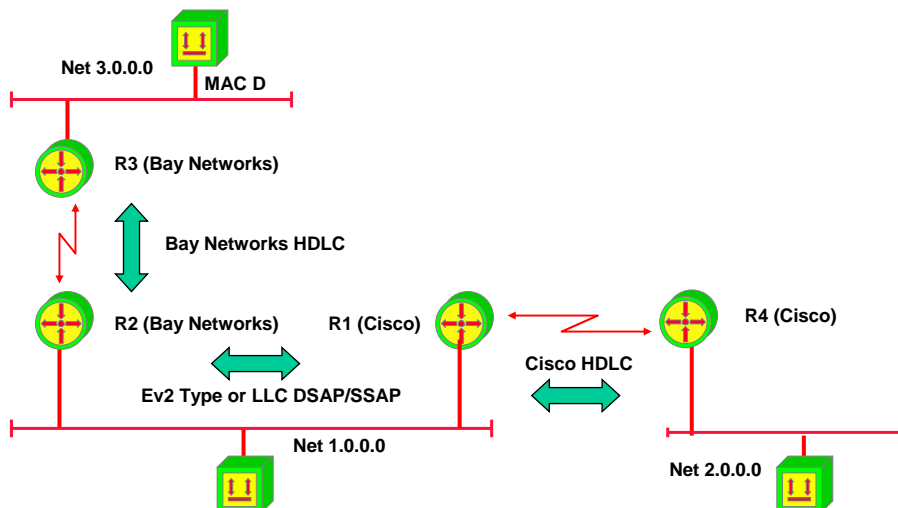 Net 3.0.0.0
MAC D
R3 (Bay Networks)
Bay Networks HDLC
R2 (Bay Networks)
R1 (Cisco)
R4 (Cisco)
Cisco HDLC
Ev2 Type or LLC DSAP/SSAP
Net 1.0.0.0
Net 2.0.0.0